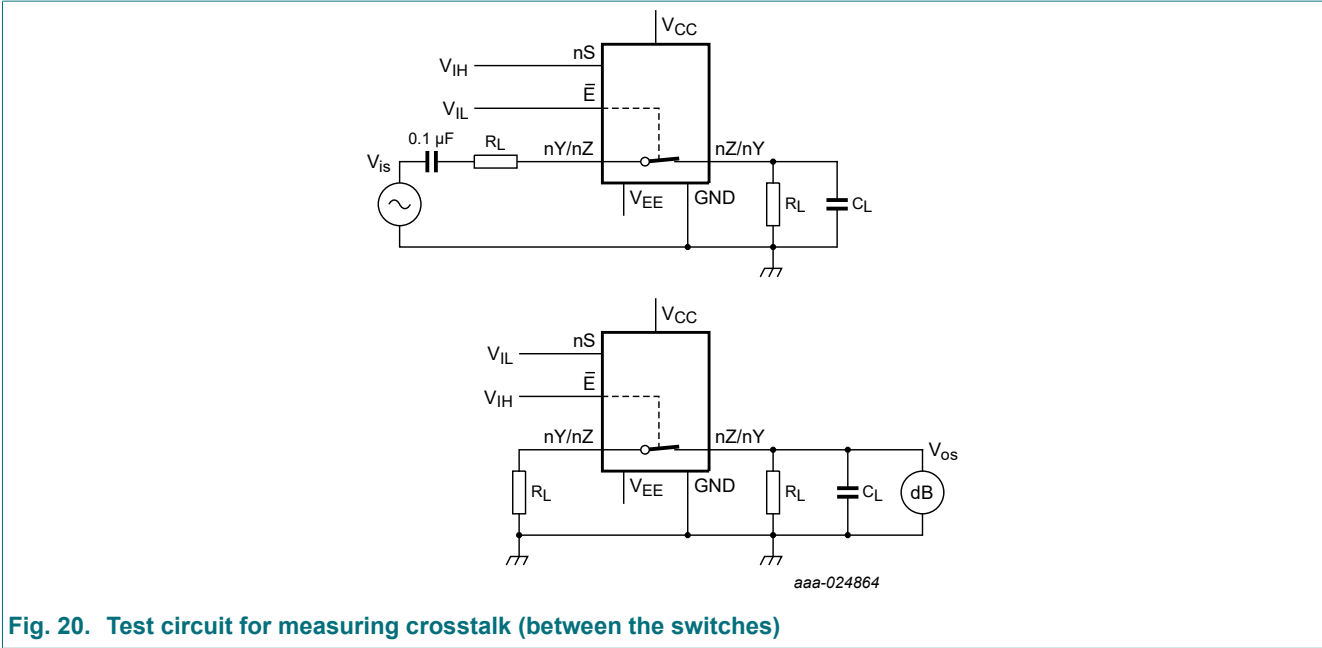 VCC
nS
VIH
Ē
VIL
0.1 µF
RL
nY/nZ
nZ/nY
Vis
VEE
GND
RL
CL
VCC
nS
VIL
Ē
VIH
nY/nZ
nZ/nY
Vos
RL
VEE
GND
RL
CL
dB
aaa-024864
Fig. 20. Test circuit for measuring crosstalk (between the switches)